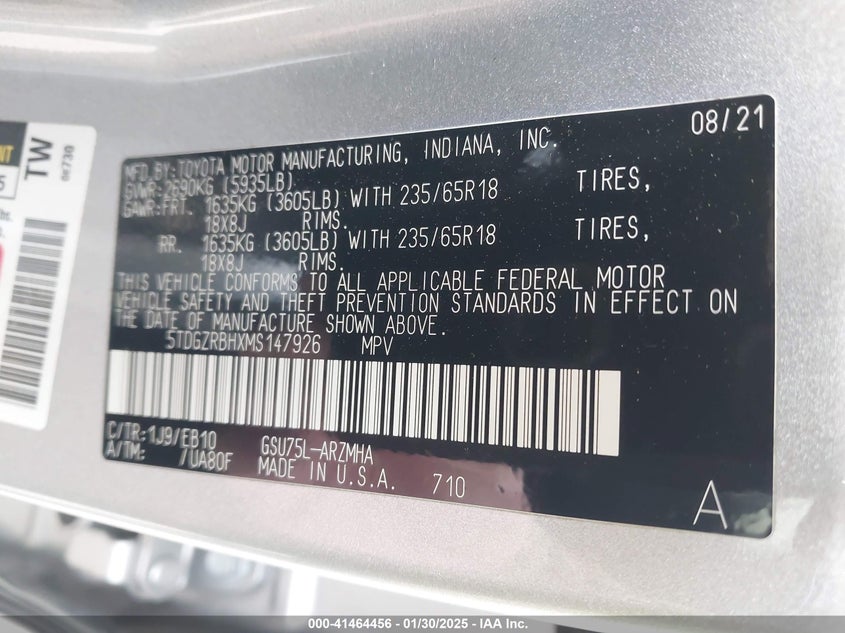 NT
5
TW
08730
08/21
MFD.BY:TOYOTA MOTOR MANUFACTURING, INDIANA, INC.
GVWR:2690KG (5935LB)
GAWR:FRT. 1635KG (3605LB) WITH 235/65R18 TIRES,
18X8J RIMS.
RR. 1635KG (3605LB) WITH 235/65R18 TIRES,
18X8J RIMS.
THIS VEHICLE CONFORMS TO ALL APPLICABLE FEDERAL MOTOR
VEHICLE SAFETY AND THEFT PREVENTION STANDARDS IN EFFECT ON
THE DATE OF MANUFACTURE SHOWN ABOVE.
5TDGZRBHXMS147926 MPV
C/TR:1J9/EB10 GSU75L-ARZMHA
A/TM: /UA80F MADE IN U.S.A. 710
A
000-41464456 - 01/30/2025 - IAA Inc.